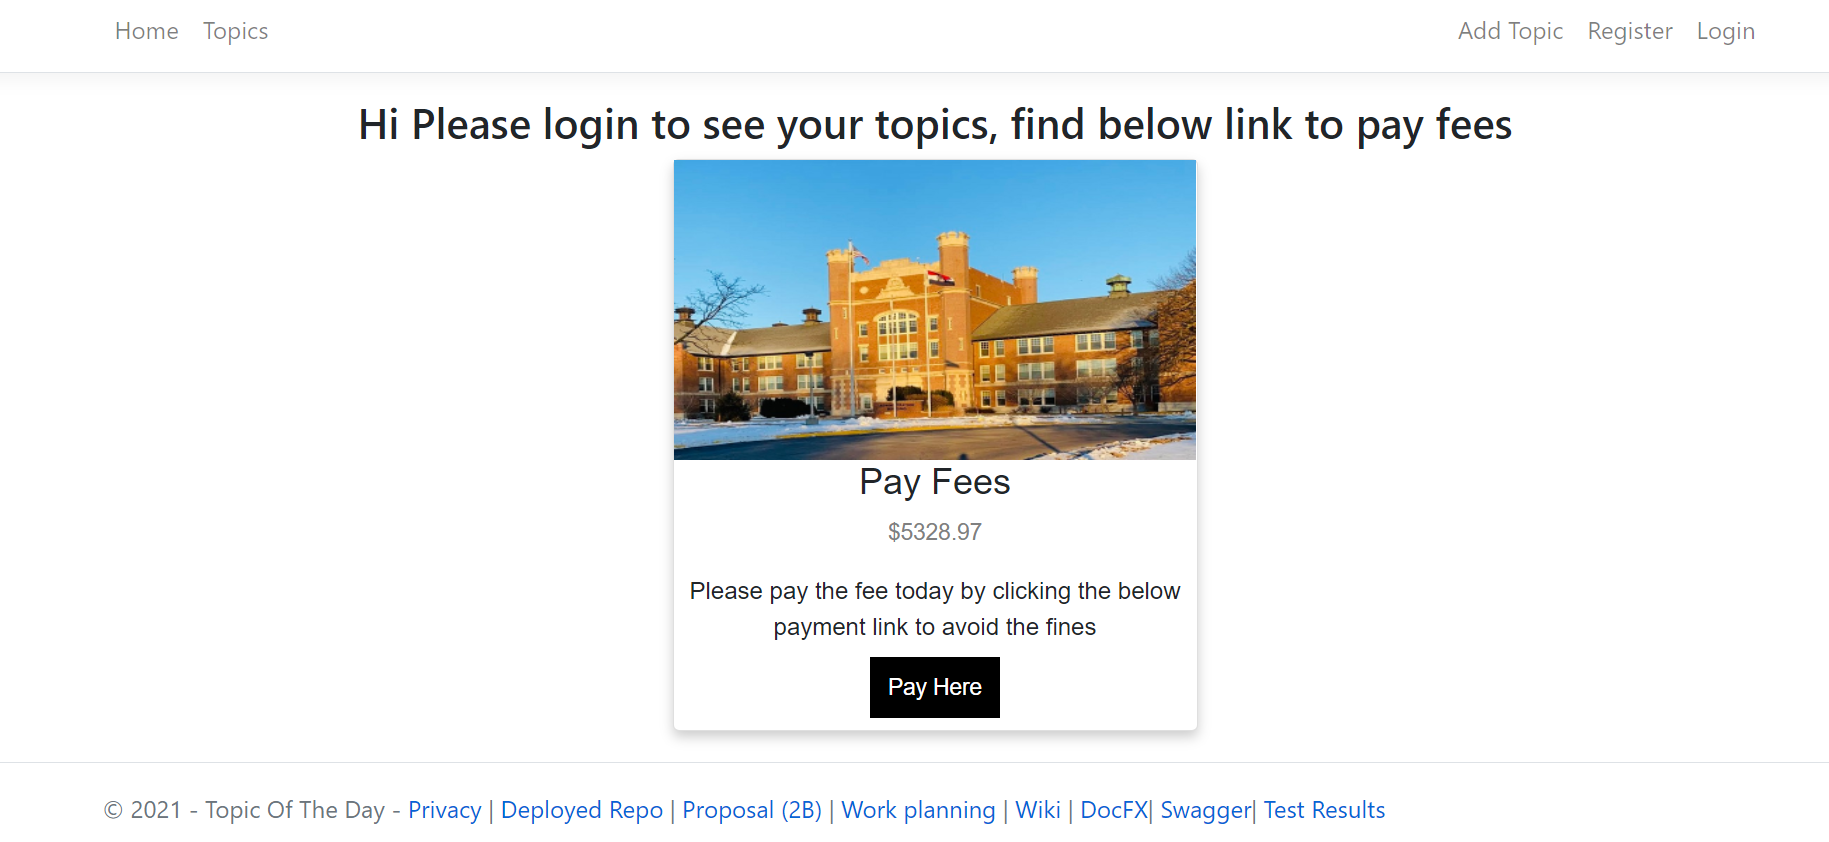 Home Topics Add Topic Register Login
Hi Please login to see your topics, find below link to pay fees
Pay Fees
$5328.97
Please pay the fee today by clicking the below
payment link to avoid the fines
Pay Here
© 2021 - Topic Of The Day - Privacy | Deployed Repo | Proposal (2B) | Work planning | Wiki | DocFX| Swagger| Test Results